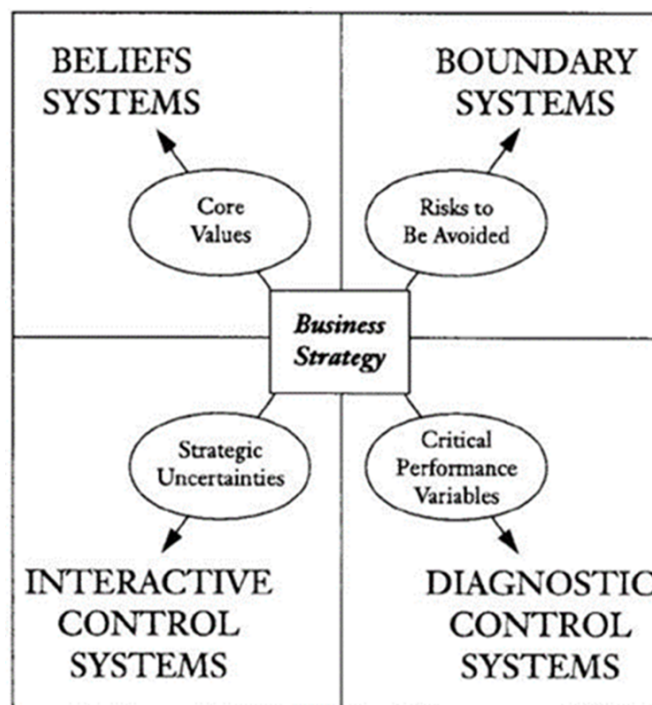 BELIEFS
SYSTEMS
BOUNDARY
SYSTEMS
Core
Values
Risks to
Be Avoided
Business
Strategy
Strategic
Uncertainties
Critical
Performance
Variables
INTERACTIVE
CONTROL
SYSTEMS
DIAGNOSTIC
CONTROL
SYSTEMS